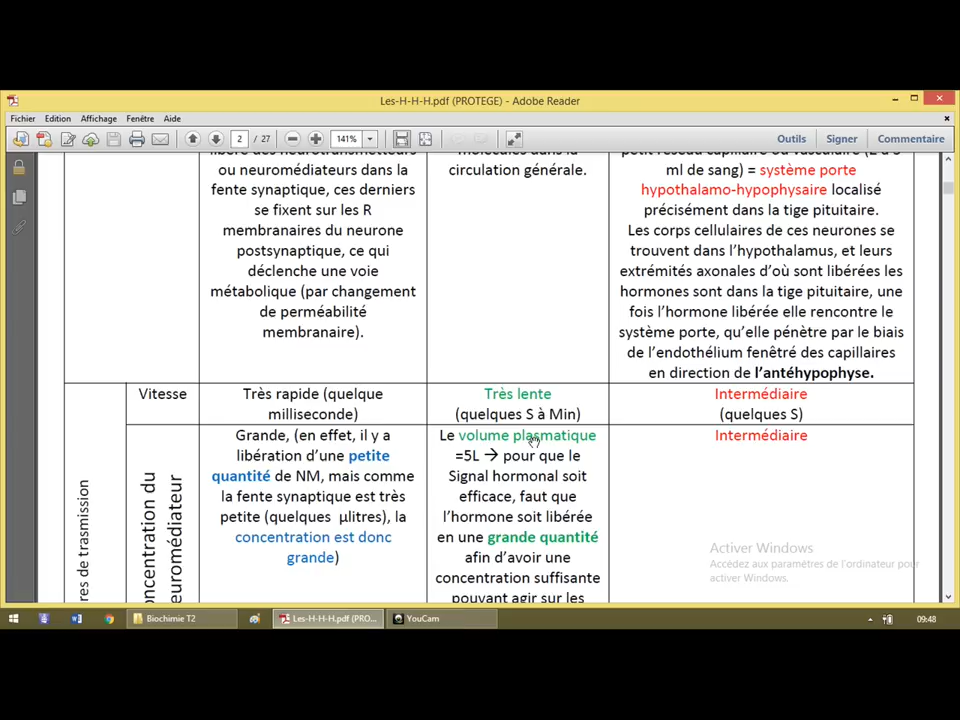 Les-H-H-H.pdf (PROTEGE) - Adobe Reader
Fichier Edition Affichage Fenêtre Aide
2 / 27
141%
Outils
Signer
Commentaire
ou neuromédiateurs dans la
fente synaptique, ces derniers
se fixent sur les R
membranaires du neurone
postsynaptique, ce qui
déclenche une voie
métabolique (par changement
de perméabilité
membranaire).
circulation générale.
ml de sang) = système porte
hypothalamo-hypophysaire localisé
précisément dans la tige pituitaire.
Les corps cellulaires de ces neurones se
trouvent dans l’hypothalamus, et leurs
extrémités axonales d’où sont libérées les
hormones sont dans la tige pituitaire, une
fois l’hormone libérée elle rencontre le
système porte, qu’elle pénètre par le biais
de l’endothélium fenêtré des capillaires
en direction de l’antéhypophyse.
Vitesse
Très rapide (quelque
milliseconde)
Très lente
(quelques S à Min)
Intermédiaire
(quelques S)
res de trasmission
oncentration du
euromédiateur
Grande, (en effet, il y a
libération d’une petite
quantité de NM, mais comme
la fente synaptique est très
petite (quelques µlitres), la
concentration est donc
grande)
Le volume plasmatique
=5L → pour que le
Signal hormonal soit
efficace, faut que
l’hormone soit libérée
en une grande quantité
afin d’avoir une
concentration suffisante
pouvant agir sur les
Intermédiaire
Activer Windows
Accédez aux paramètres de l'ordinateur pour
activer Windows.
Biochimie T2
Les-H-H-H.pdf (PRO...
YouCam
09:48